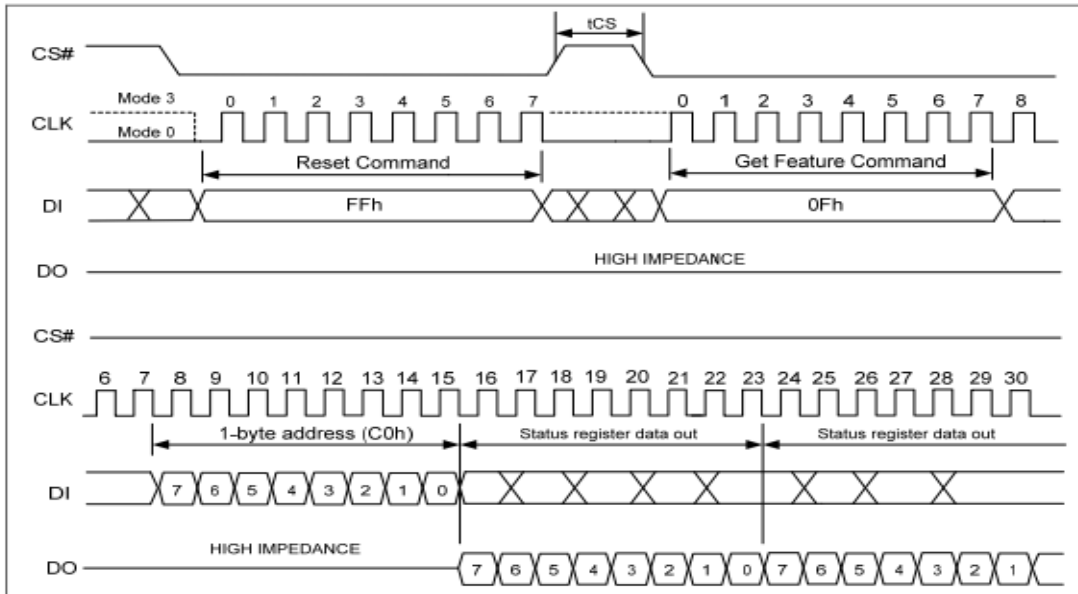 tCS
CS#
Mode 3
0 1 2 3 4 5 6 7 0 1 2 3 4 5 6 7 8
CLK
Mode 0
Reset Command Get Feature Command
DI FFh 0Fh
HIGH IMPEDANCE
DO
CS#
6 7 8 9 10 11 12 13 14 15 16 17 18 19 20 21 22 23 24 25 26 27 28 29 30
CLK
1-byte address (C0h) Status register data out Status register data out
DI 7 6 5 4 3 2 1 0
HIGH IMPEDANCE
DO 7 6 5 4 3 2 1 0 7 6 5 4 3 2 1